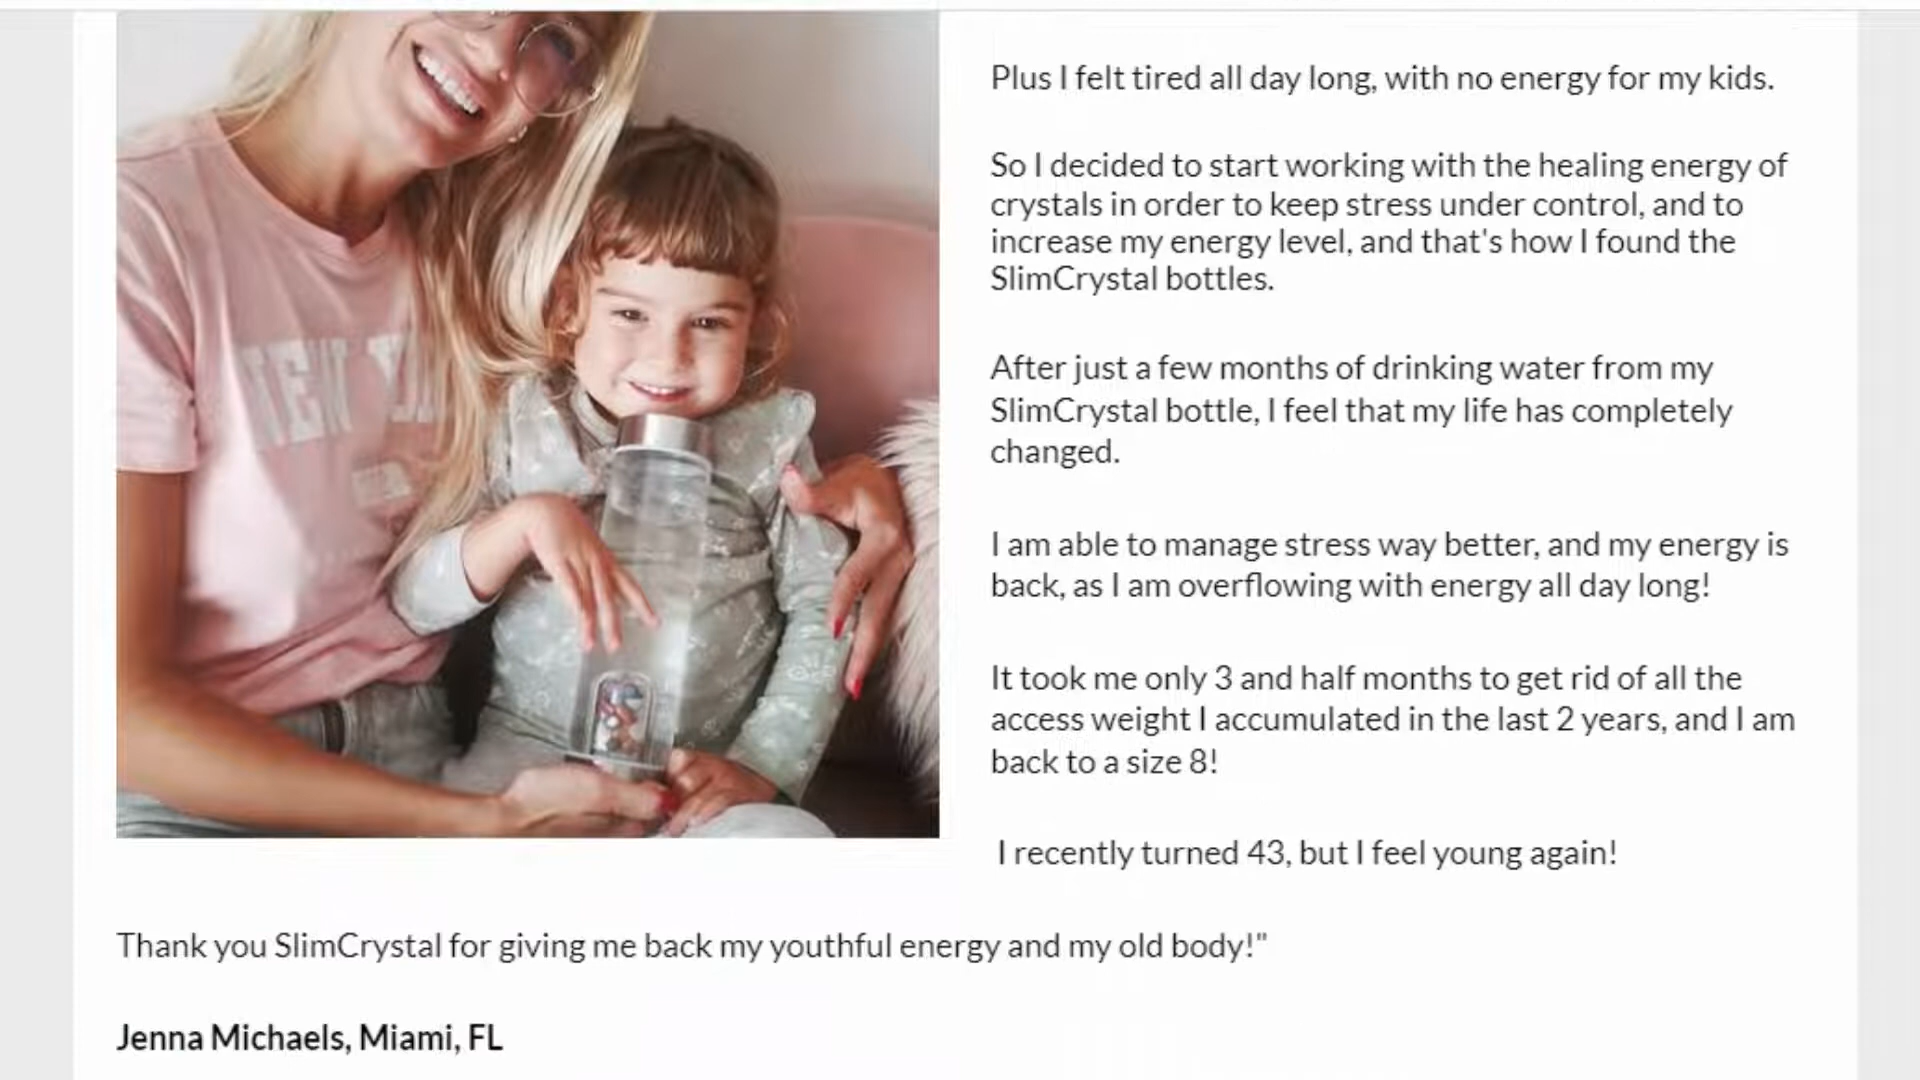 Plus I felt tired all day long, with no energy for my kids.
So I decided to start working with the healing energy of
crystals in order to keep stress under control, and to
increase my energy level, and that's how I found the
SlimCrystal bottles.
After just a few months of drinking water from my
SlimCrystal bottle, I feel that my life has completely
changed.
I am able to manage stress way better, and my energy is
back, as I am overflowing with energy all day long!
It took me only 3 and half months to get rid of all the
access weight I accumulated in the last 2 years, and I am
back to a size 8!
I recently turned 43, but I feel young again!
Thank you SlimCrystal for giving me back my youthful energy and my old body!"
Jenna Michaels, Miami, FL